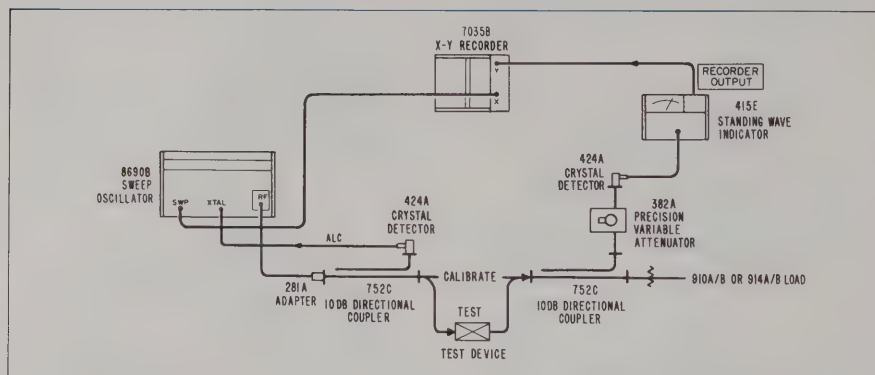 7035B
X-Y RECORDER
Y
X
RECORDER
OUTPUT
415E
STANDING WAVE
INDICATOR
8690B
SWEEP
OSCILLATOR
SWP
XTAL
RF
424A
CRYSTAL
DETECTOR
424A
CRYSTAL
DETECTOR
382A
PRECISION
VARIABLE
ATTENUATOR
ALC
CALIBRATE
281A
ADAPTER
752C
10DB DIRECTIONAL
COUPLER
752C
10DB DIRECTIONAL
COUPLER
910A/B OR 914A/B LOAD
TEST
TEST DEVICE